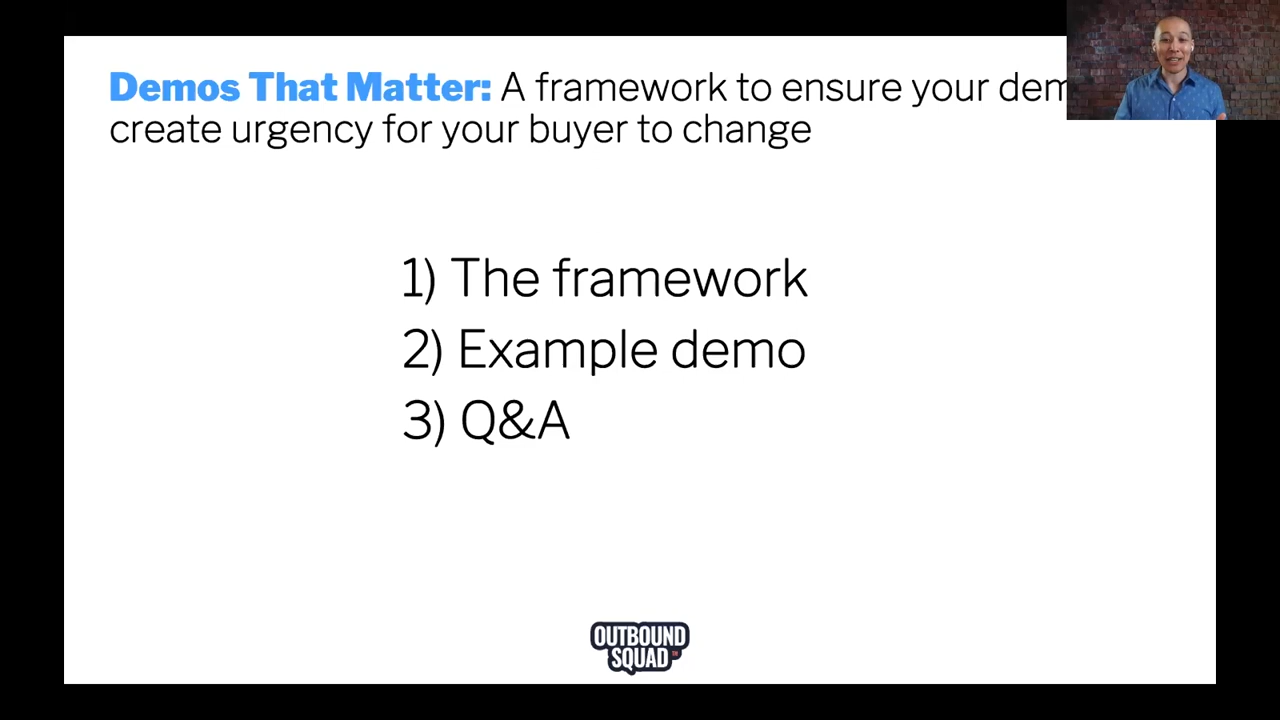 Demos That Matter: A framework to ensure your dem
create urgency for your buyer to change
1) The framework
2) Example demo
3) Q&A
OUTBOUND
SQUAD™